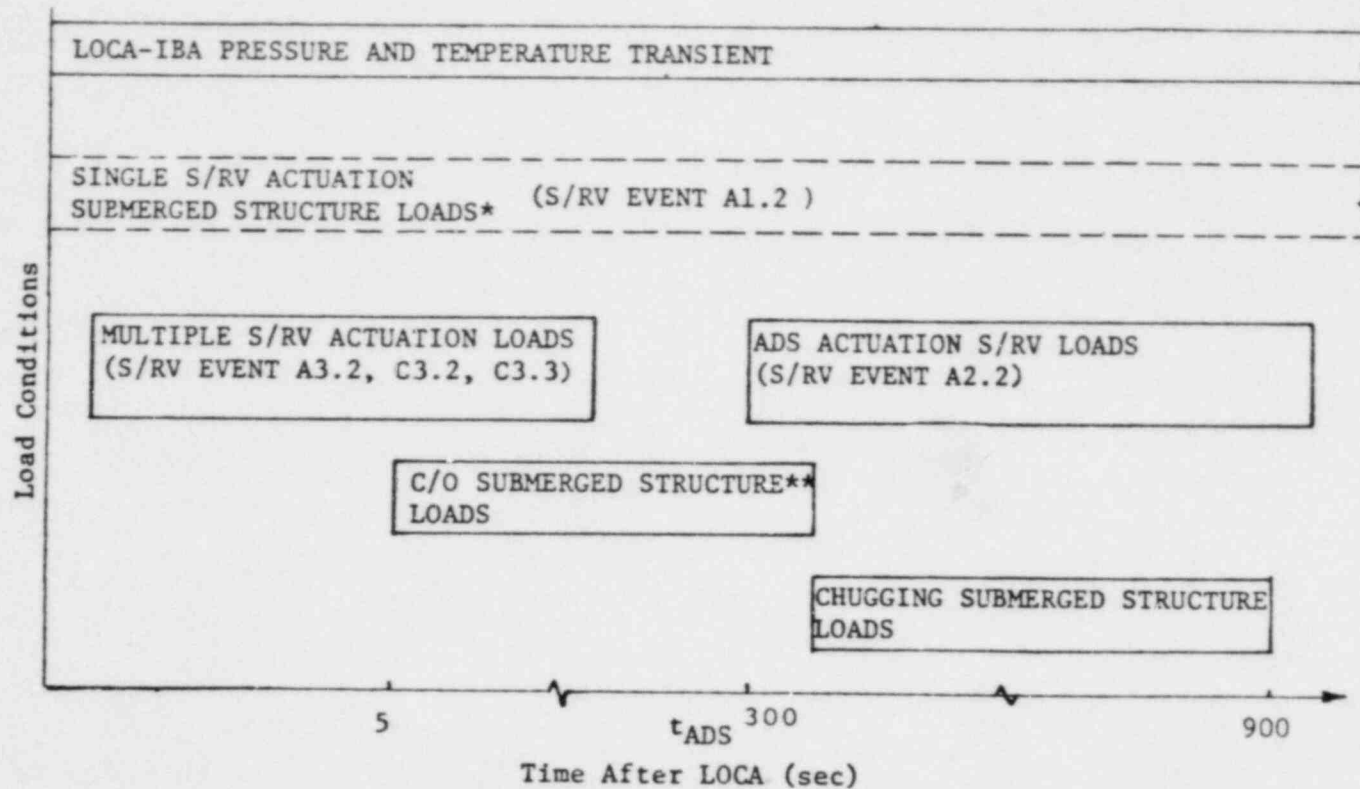 LOCA-IBA PRESSURE AND TEMPERATURE TRANSIENT
SINGLE S/RV ACTUATION
SUBMERGED STRUCTURE LOADS* (S/RV EVENT A1.2 )
MULTIPLE S/RV ACTUATION LOADS
(S/RV EVENT A3.2, C3.2, C3.3)
ADS ACTUATION S/RV LOADS
(S/RV EVENT A2.2)
C/O SUBMERGED STRUCTURE**
LOADS
CHUGGING SUBMERGED STRUCTURE
LOADS
Load Conditions
5 tADS 300 900
Time After LOCA (sec)